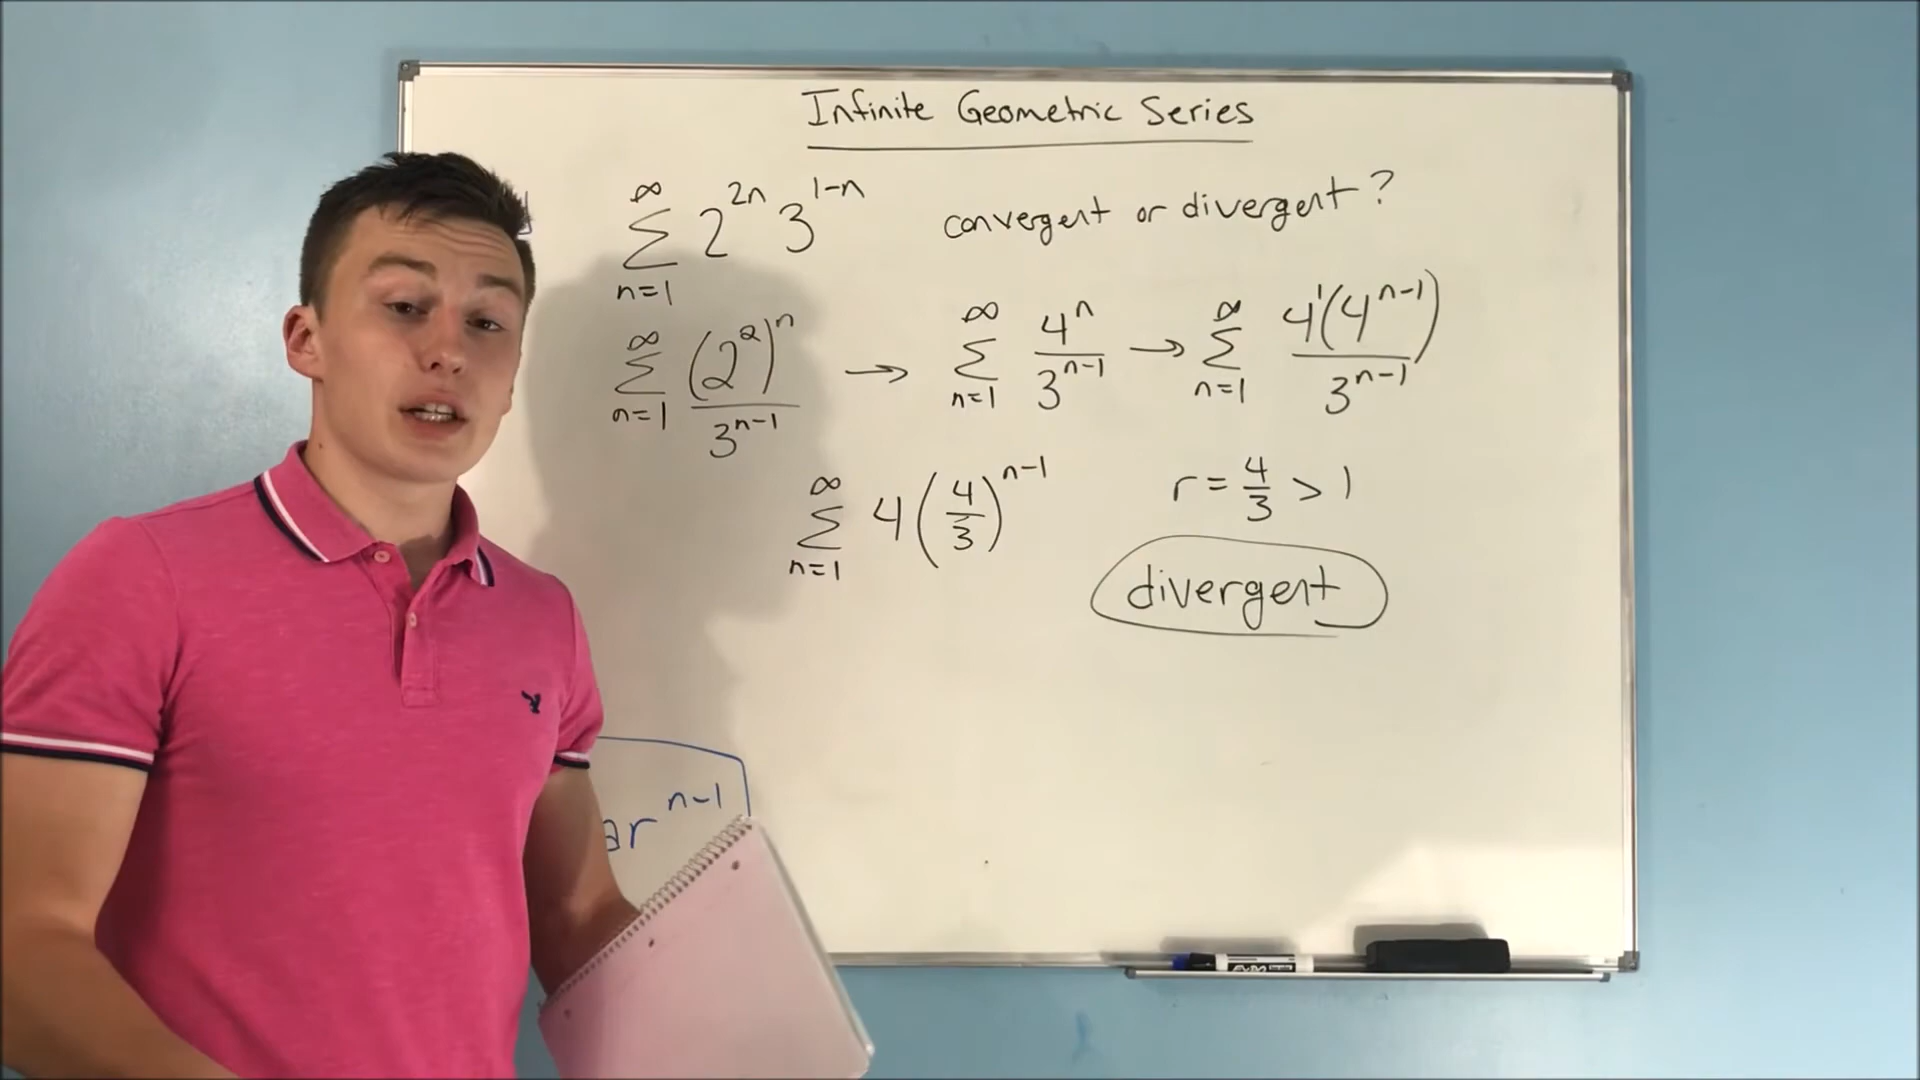 Infinite Geometric Series
∞ Σ n=1 2^2n 3^1-n convergent or divergent?
∞ Σ n=1 (2^2)^n / 3^n-1 → ∞ Σ n=1 4^n / 3^n-1 → ∞ Σ n=1 4^1(4^n-1) / 3^n-1
∞ Σ n=1 4(4/3)^n-1 r = 4/3 > 1
divergent
ar^n-1
EXPO